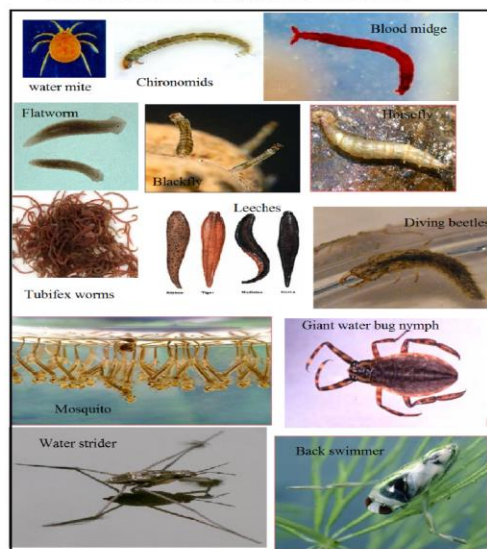 water mite
Chironomids
Blood midge
Flatworm
Blackfly
Horsefly
Tubifex worms
Leeches
Tiger
Diving beetles
Mosquito
Giant water bug nymph
Water strider
Back swimmer